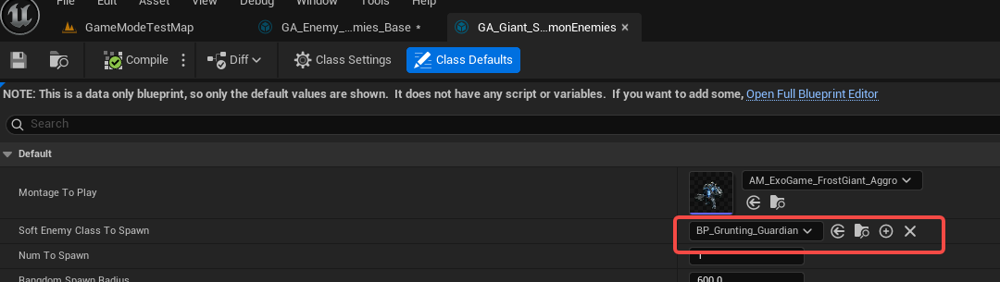 File Edit Asset View Debug Window Tools Help
GameModeTestMap GA_Enemy_...mies_Base * GA_Giant_S...monEnemies
Compile Diff Class Settings Class Defaults
NOTE: This is a data only blueprint, so only the default values are shown. It does not have any script or variables. If you want to add some, Open Full Blueprint Editor
Search
Default
Montage To Play AM_ExoGame_FrostGiant_Aggro
Soft Enemy Class To Spawn BP_Grunting_Guardian
Num To Spawn 1
Rangdom Spawn Radius 600.0